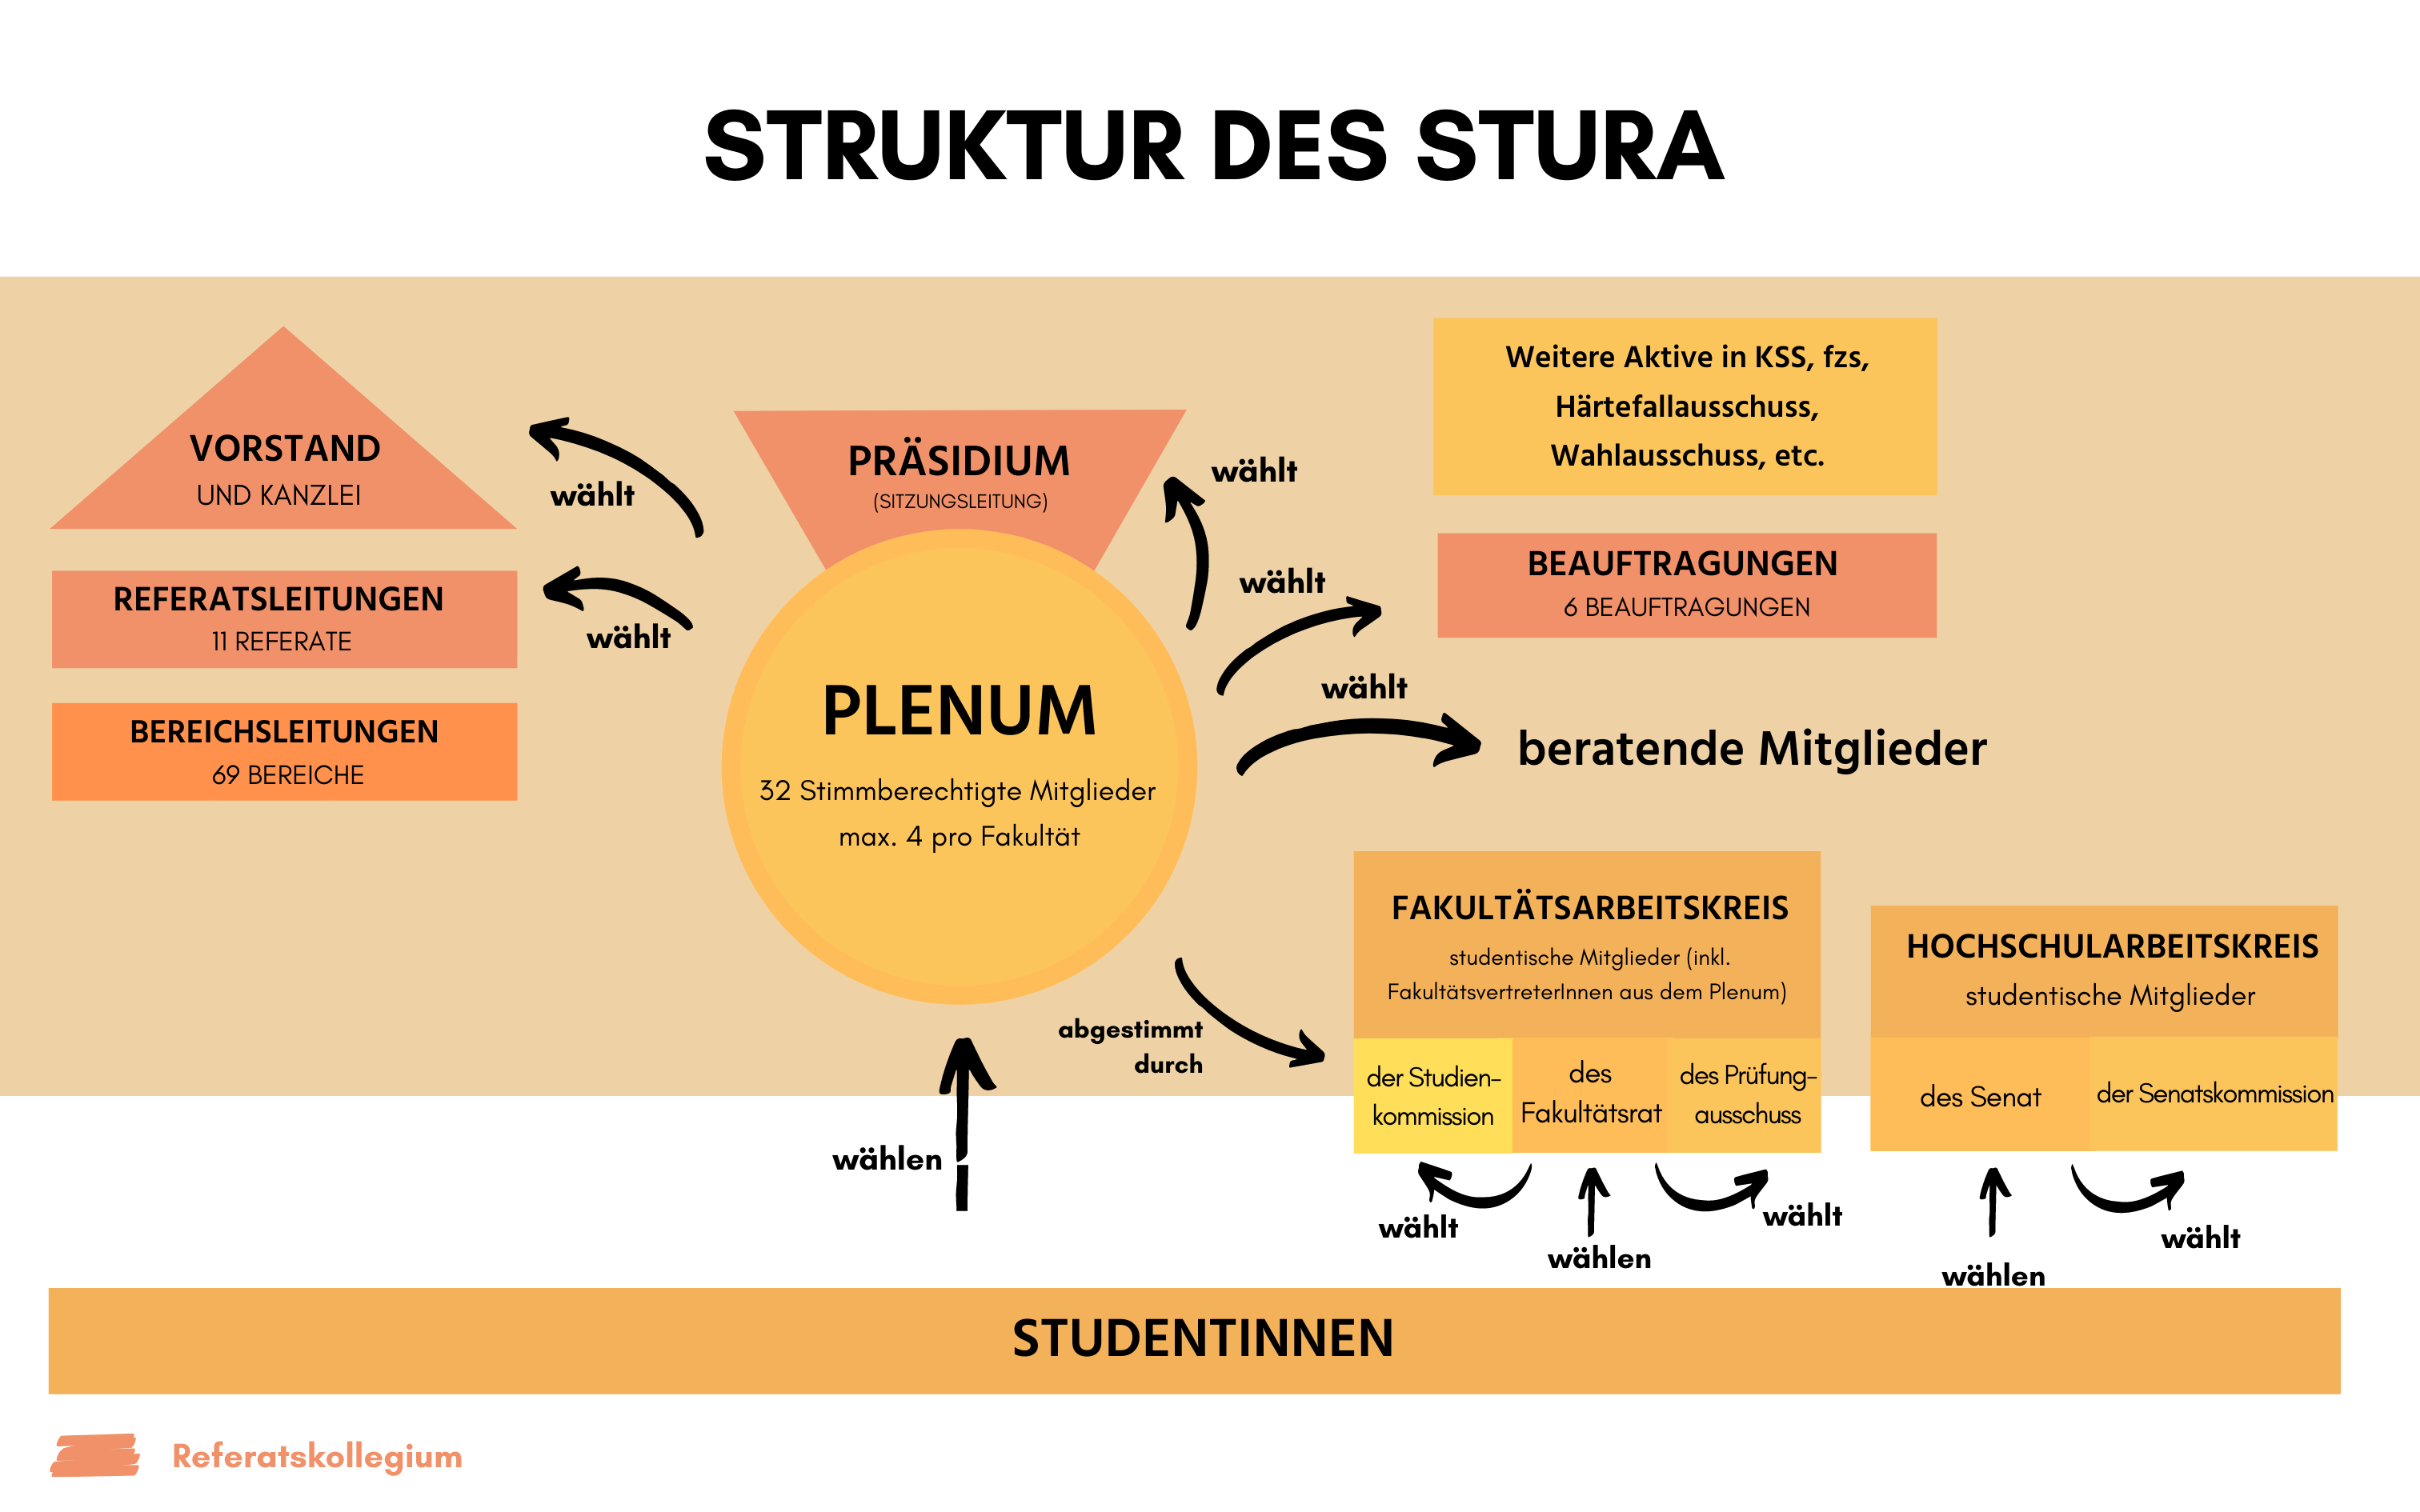 STRUKTUR DES STURA
VORSTAND
UND KANZLEI
wählt
REFERATSLEITUNGEN
11 REFERATE
wählt
BEREICHSLEITUNGEN
69 BEREICHE
PRÄSIDIUM
(SITZUNGSLEITUNG)
wählt
PLENUM
32 Stimmberechtigte Mitglieder
max. 4 pro Fakultät
Weitere Aktive in KSS, fzs,
Härtefallausschuss,
Wahlausschuss, etc.
wählt
BEAUFTRAGUNGEN
6 BEAUFTRAGUNGEN
wählt
beratende Mitglieder
abgestimmt
durch
FAKULTÄTSARBEITSKREIS
studentische Mitglieder (inkl.
FakultätsvertreterInnen aus dem Plenum)
der Studien-
kommission
des
Fakultätsrat
des Prüfung-
ausschuss
HOCHSCHULARBEITSKREIS
studentische Mitglieder
des Senat
der Senatskommission
wählen
wählt
wählen
wählt
wählen
wählt
STUDENTINNEN
Referatskollegium